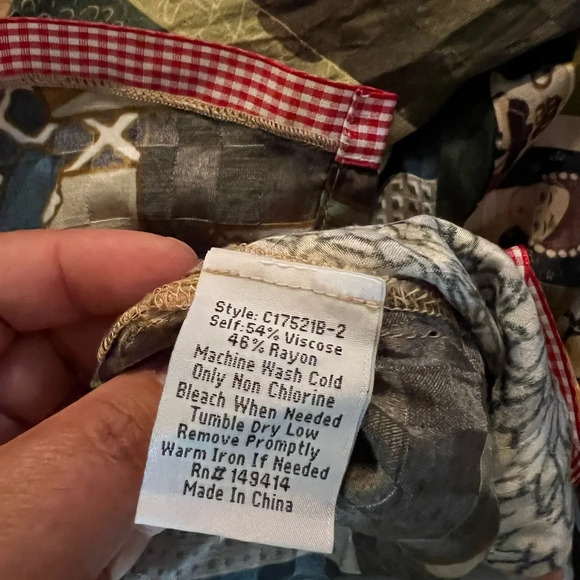 Style: C17521B-2
Self:54% Viscose
46% Rayon
Machine Wash Cold
Only Non Chlorine
Bleach When Needed
Tumble Dry Low
Remove Promptly
Warm Iron If Needed
Rn# 149414
Made In China